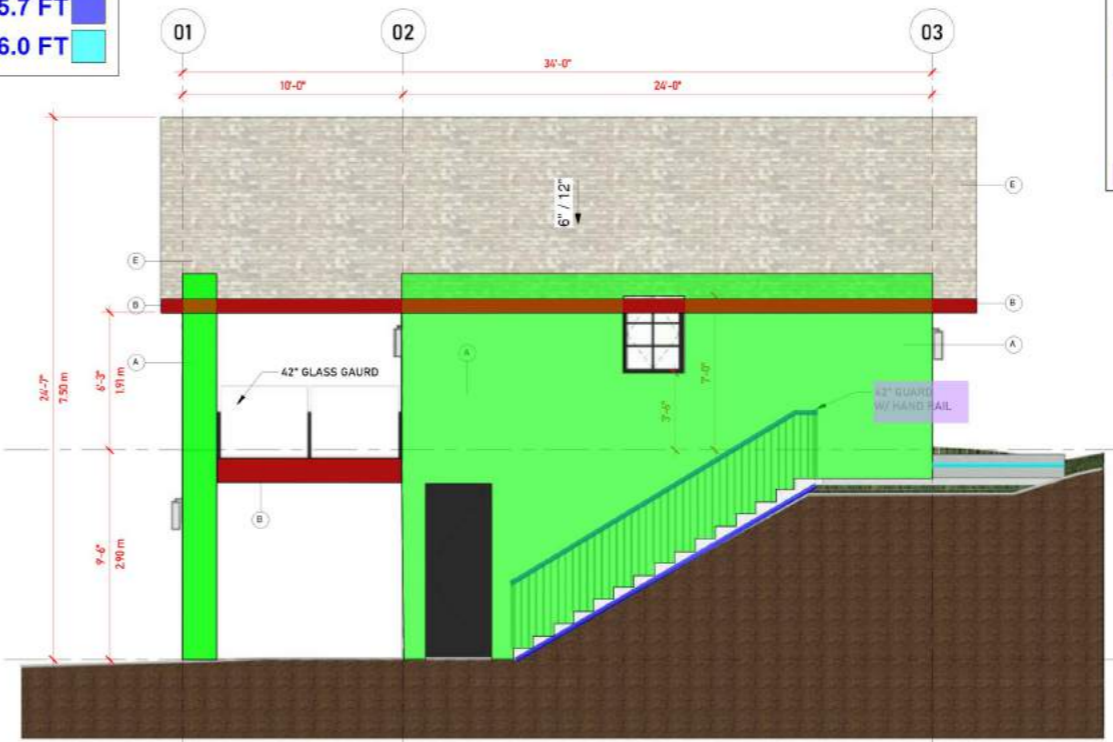 5.7 FT
6.0 FT
01
02
03
34'-0"
10'-0"
24'-0"
6" / 12"
E
E
B
B
A
A
A
42" GLASS GAURD
42" GUARD
W/ HAND RAIL
24'-7"
7.50 m
6'-3"
1.91 m
7'-0"
3'-6"
B
9'-6"
2.90 m